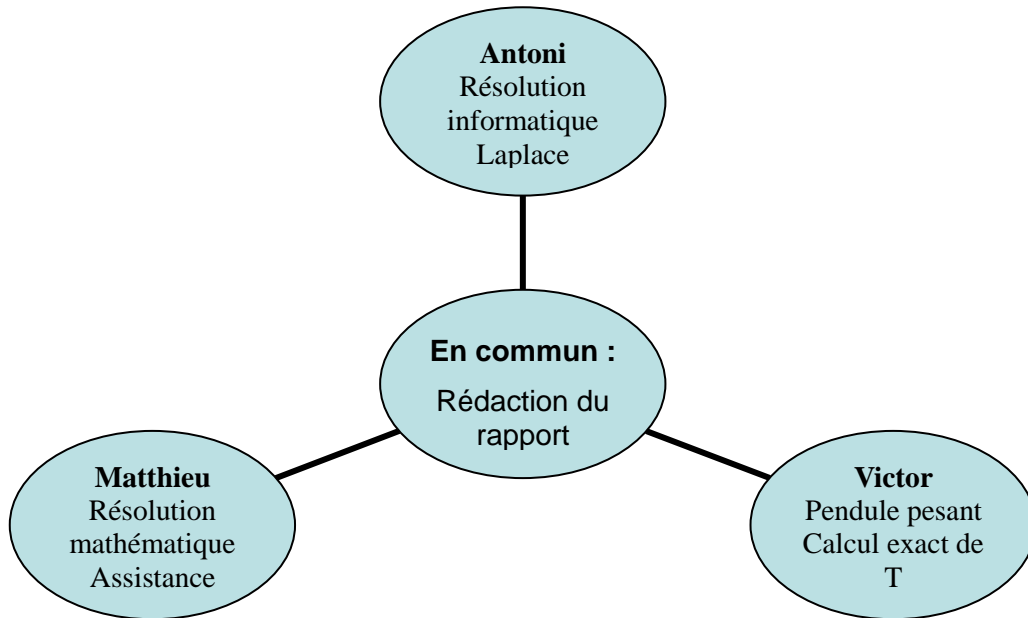 Antoni
Résolution
informatique
Laplace
En commun :
Rédaction du
rapport
Matthieu
Résolution
mathématique
Assistance
Victor
Pendule pesant
Calcul exact de
T